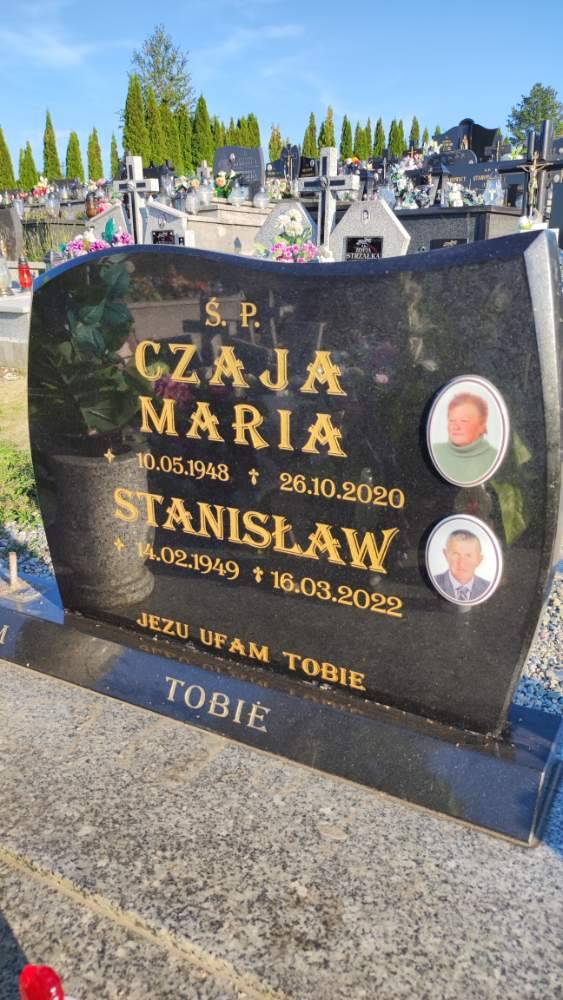 Ś. P.
CZAJA
MARIA
10.05.1948 26.10.2020
STANISŁAW
14.02.1949 16.03.2022
JEZU UFAM TOBIE
M
TOBIE
STRZAŁKA